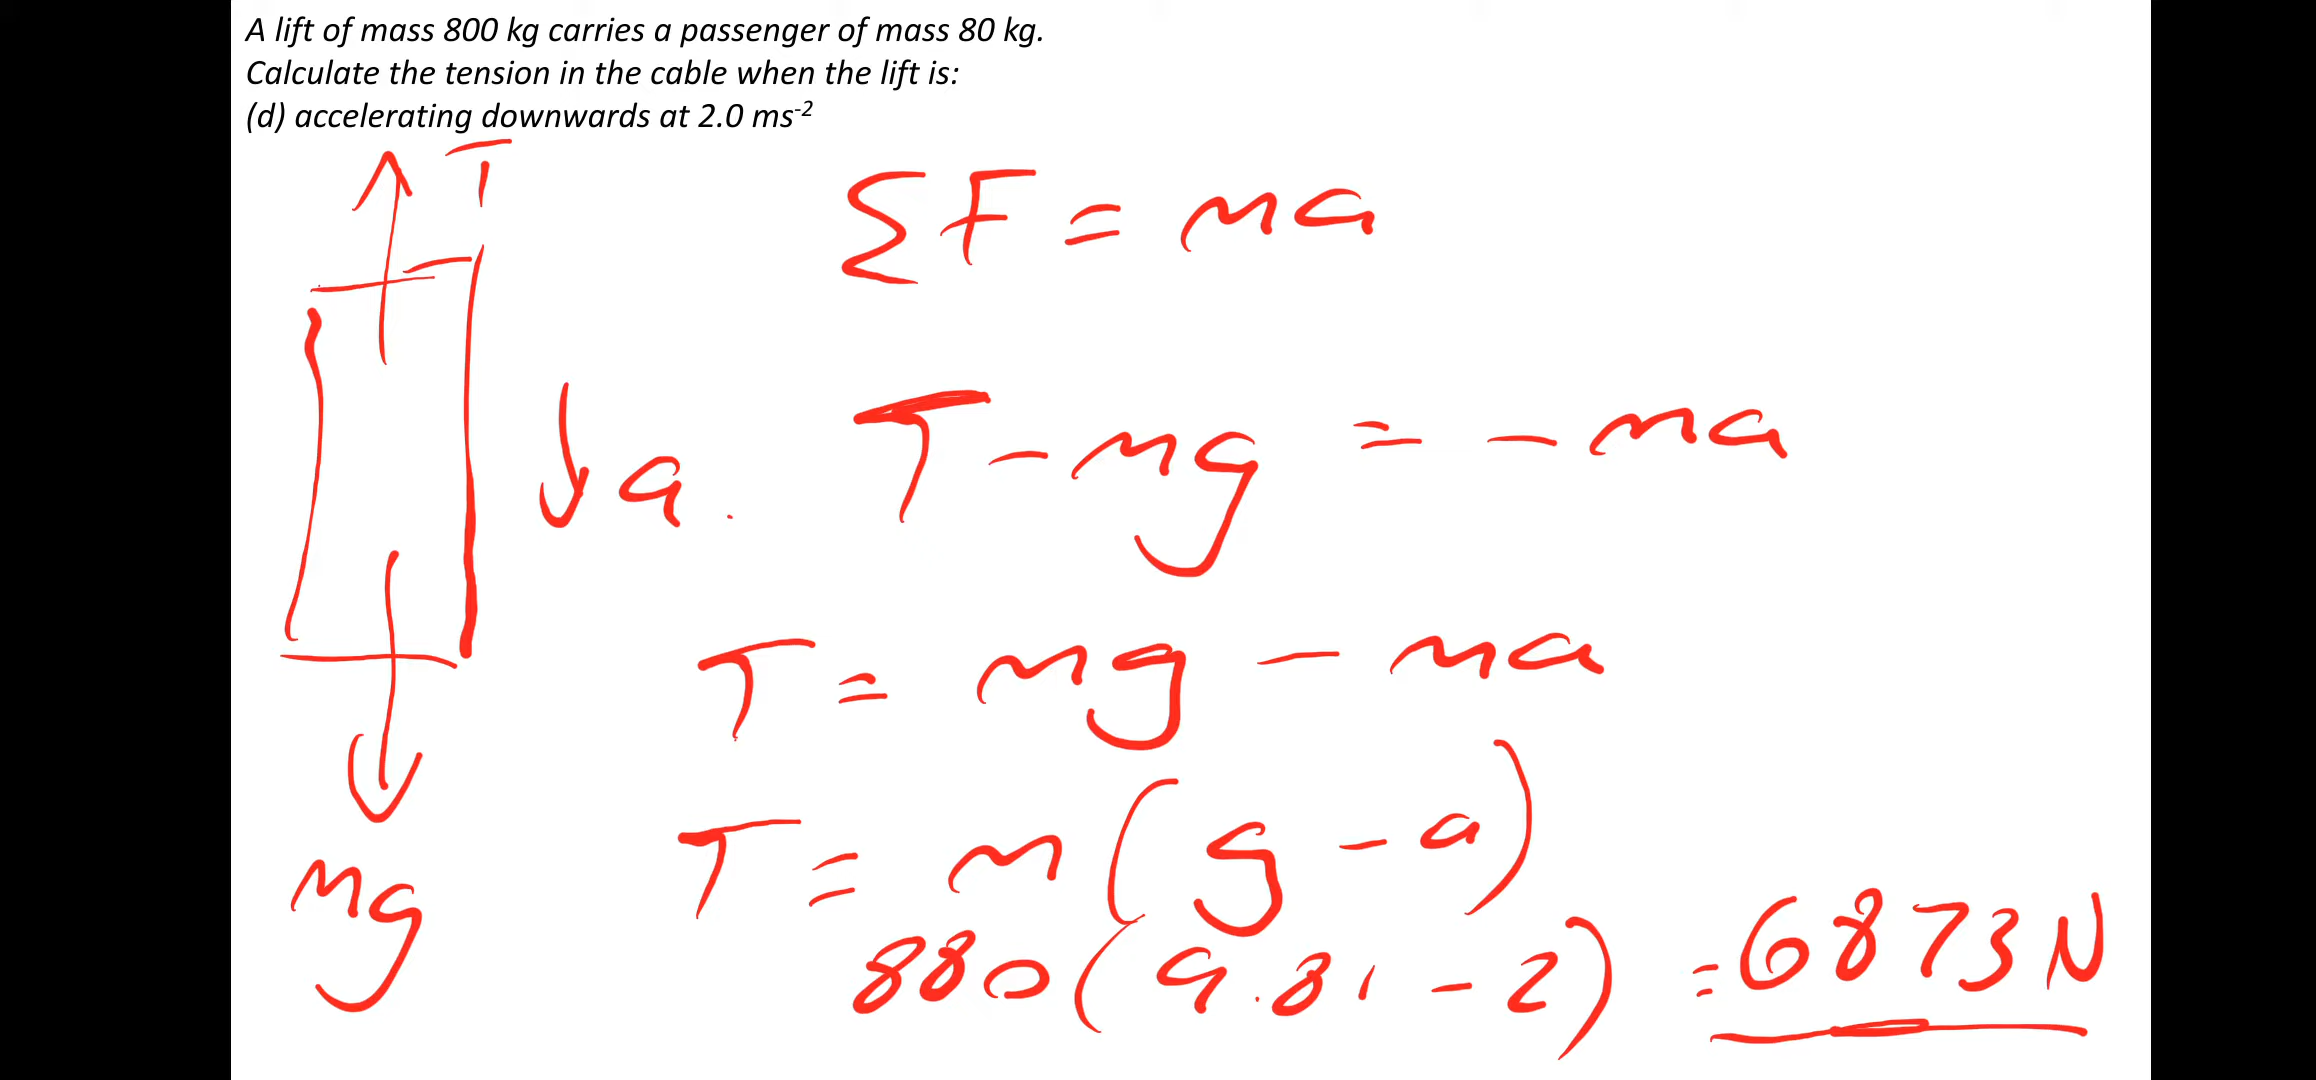 A lift of mass 800 kg carries a passenger of mass 80 kg.
Calculate the tension in the cable when the lift is:
(d) accelerating downwards at 2.0 ms⁻²
T
ΣF = ma
a.
T - mg = - ma
T = mg - ma
T = m(g - a)
mg
880(9.81 - 2) = 6873N